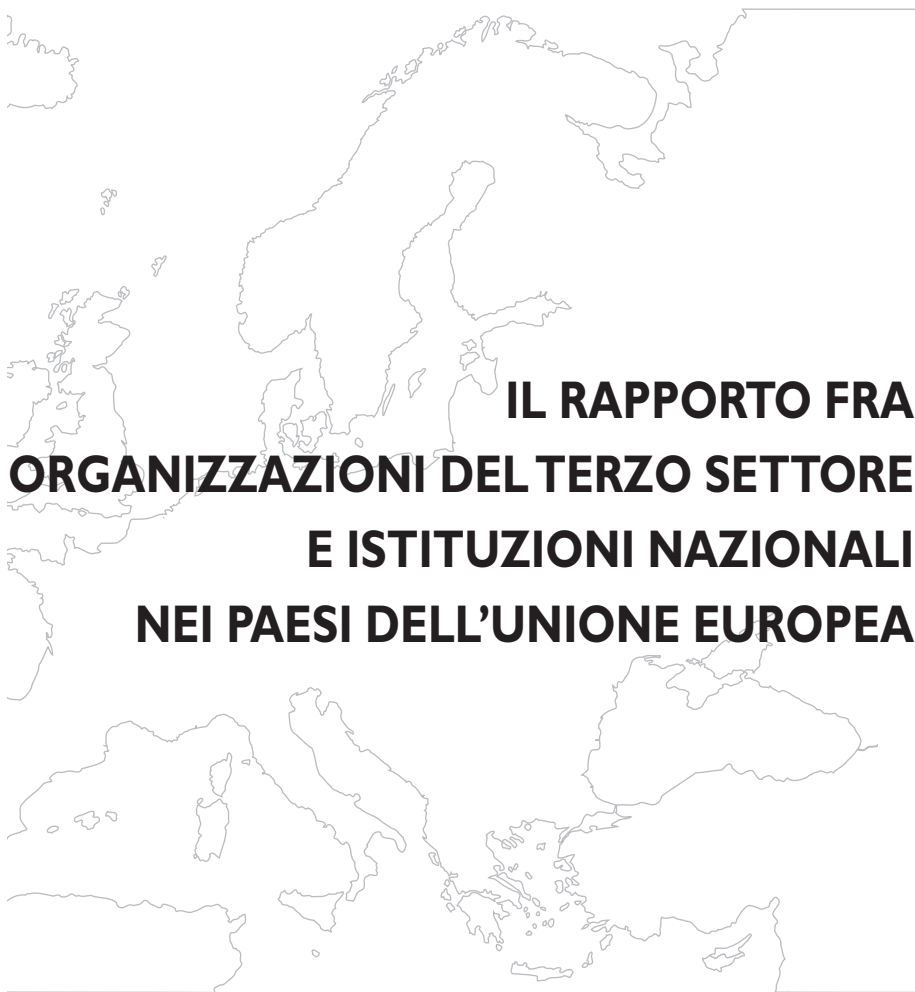 IL RAPPORTO FRA
ORGANIZZAZIONI DEL TERZO SETTORE
E ISTITUZIONI NAZIONALI
NEI PAESI DELL’UNIONE EUROPEA